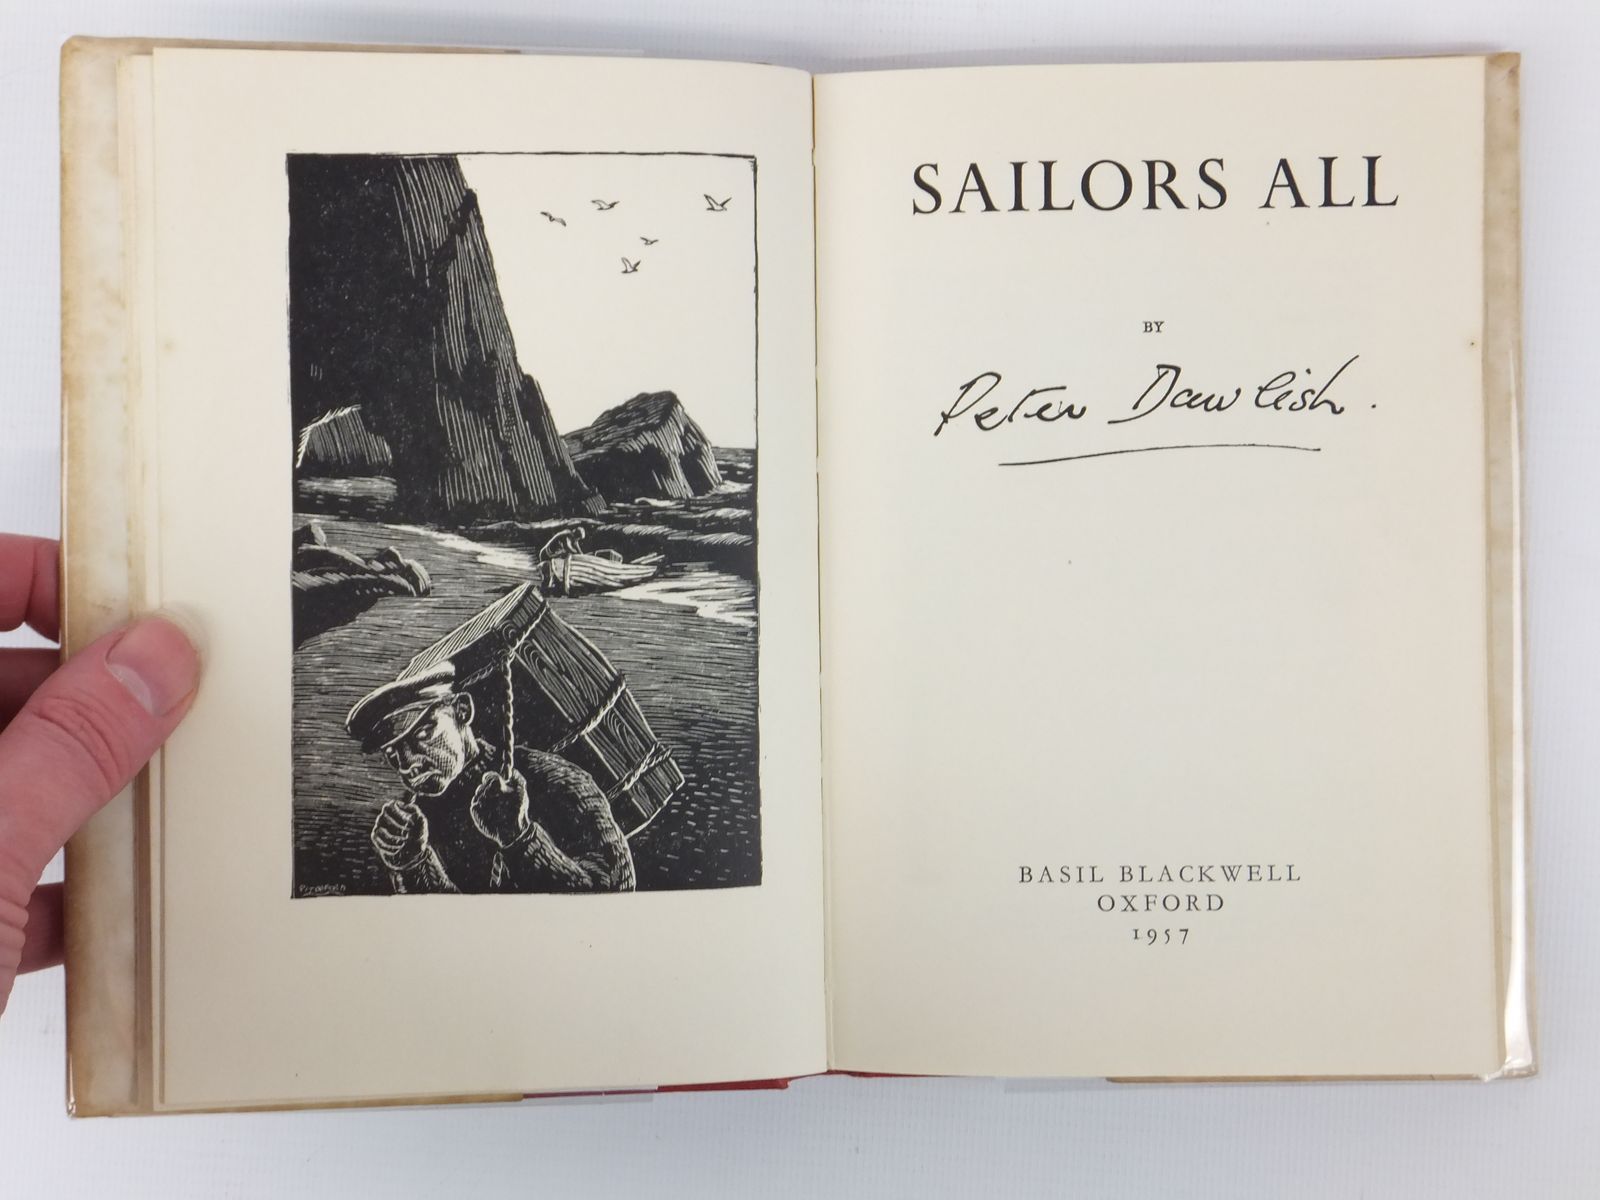 SAILORS ALL
BY
Peter Dawlish.
BASIL BLACKWELL
OXFORD
1957